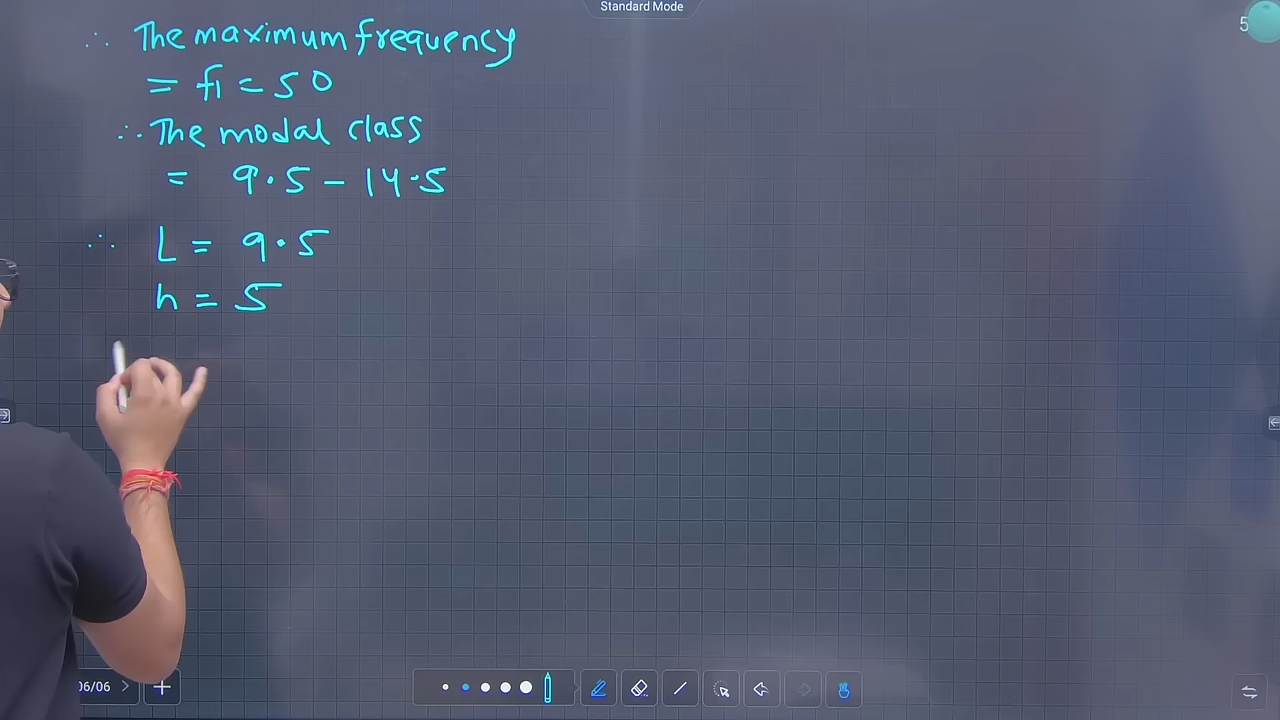 Standard Mode
5
∴ The maximum frequency
= f1 = 50
∴ The modal class
= 9.5 - 14.5
∴ L = 9.5
h = 5
06/06